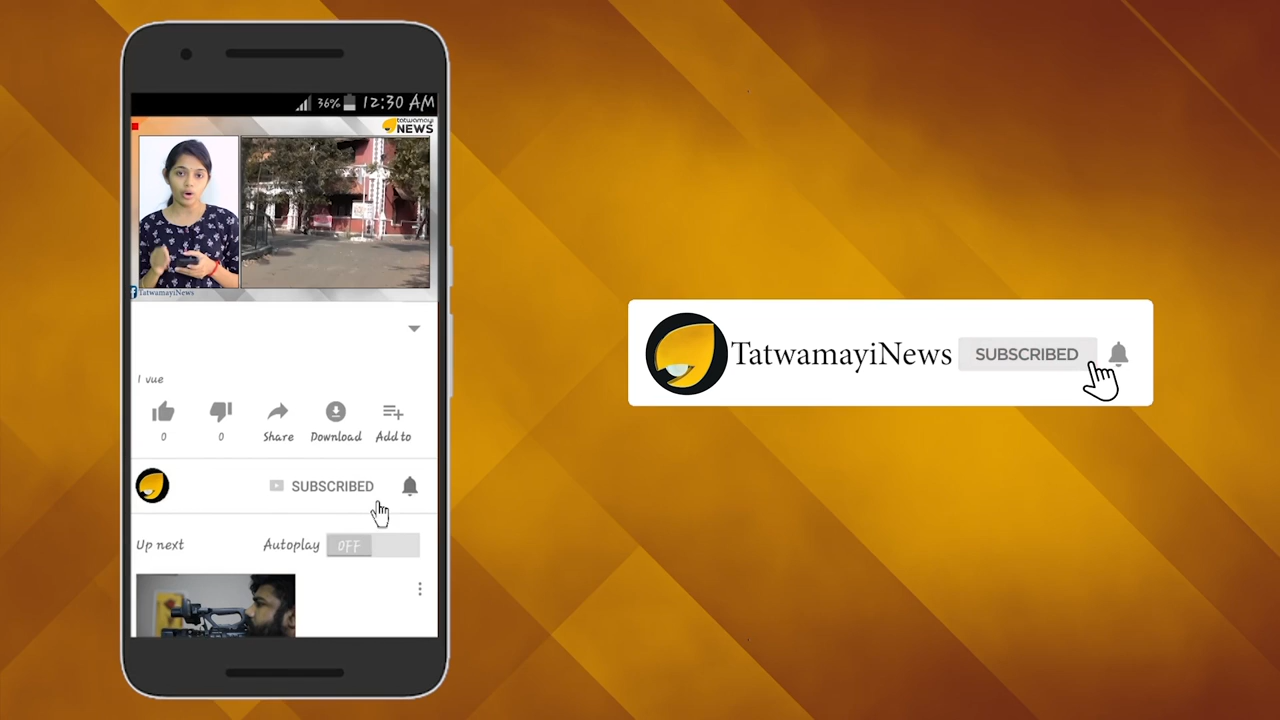 36% 12:30 AM
tatwamayi
NEWS
TatwamayiNews
1 vue
0 0 Share Download Add to
SUBSCRIBED
Up next Autoplay OFF
TatwamayiNews SUBSCRIBED